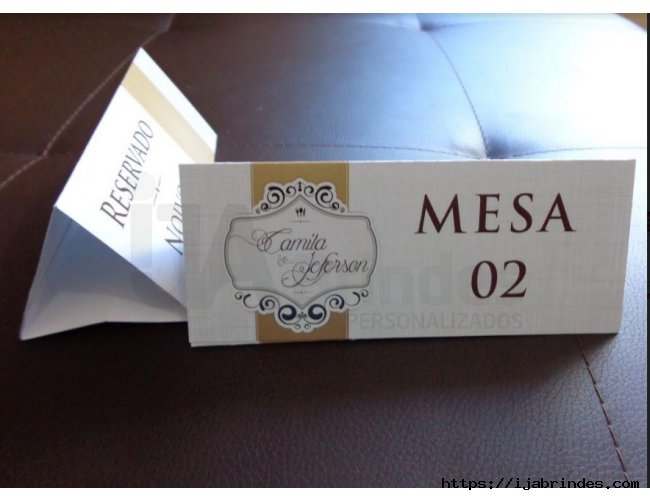 RESERVADO
MESA
02
Camila
&
Jeferson
PERSONALIZADOS
https://ijabrindes.com